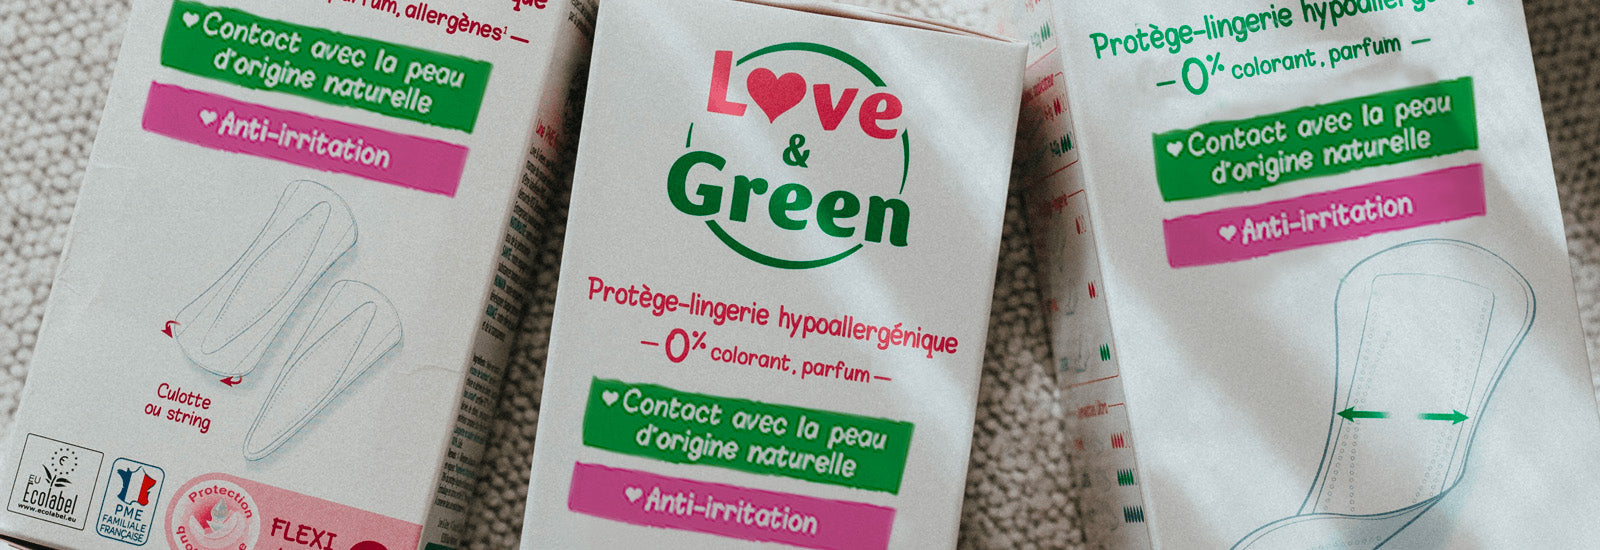 parfum, allergènes¹ —
Contact avec la peau
d'origine naturelle
Anti-irritation
Culotte
ou string
EU
Ecolabel
www.ecolabel.eu
PME
FAMILIALE
FRANÇAISE
Protection
FLEXI
Love
&
Green
Protège-lingerie hypoallergénique
— 0% colorant, parfum —
Contact avec la peau
d'origine naturelle
Anti-irritation
Protège-lingerie hypoallergénique
— 0% colorant, parfum —
Contact avec la peau
d'origine naturelle
Anti-irritation